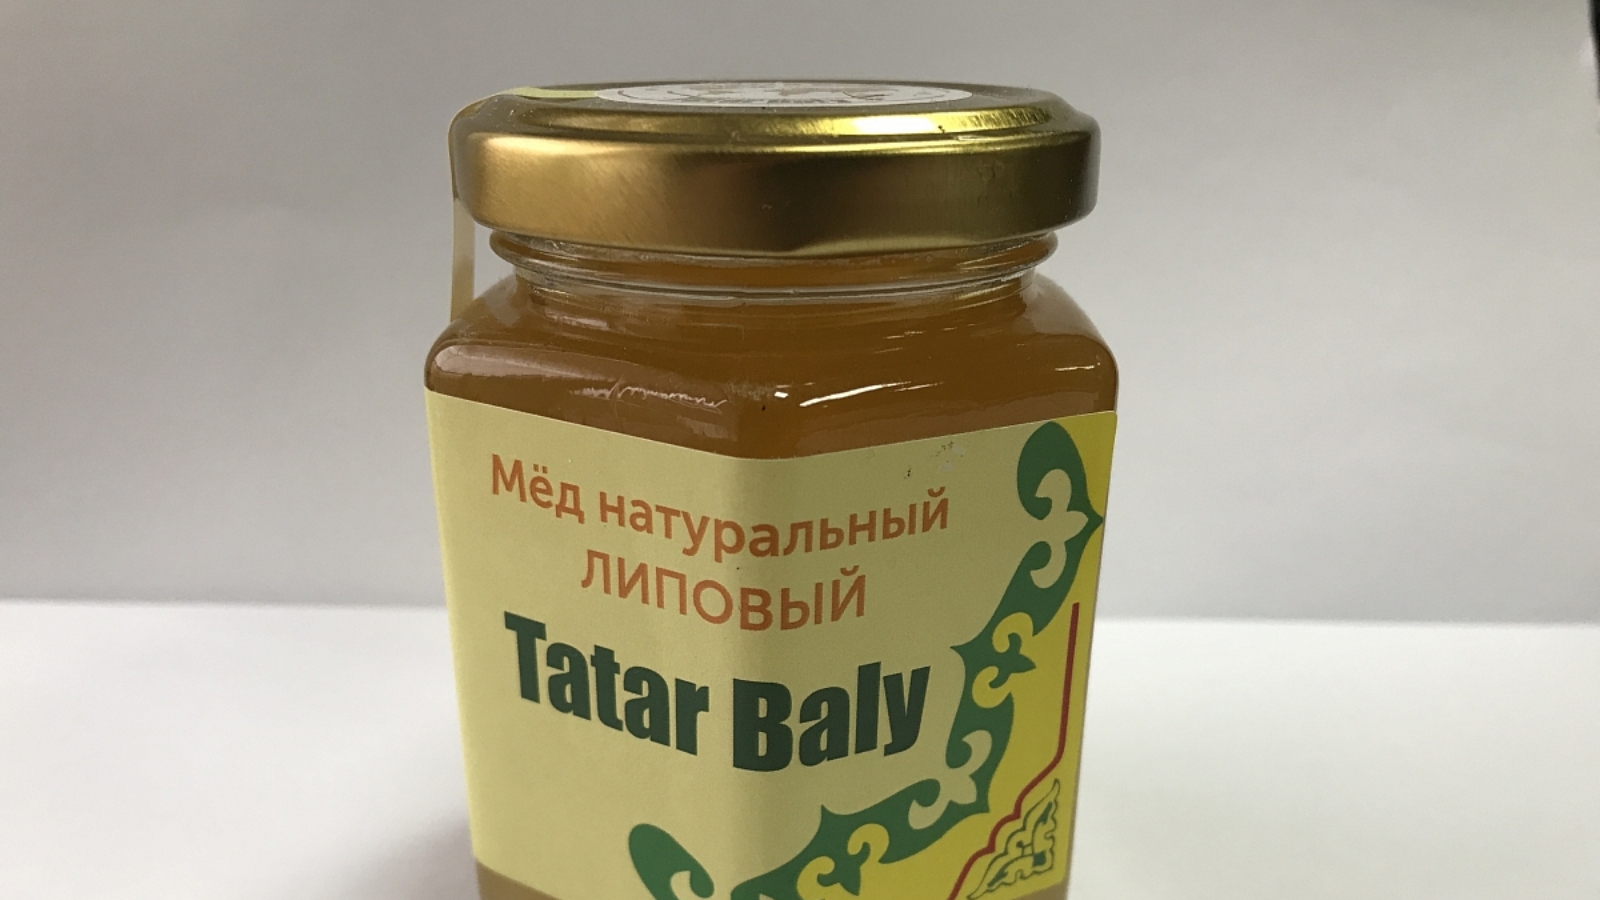 Мёд натуральный
ЛИПОВЫЙ
Tatar Baly